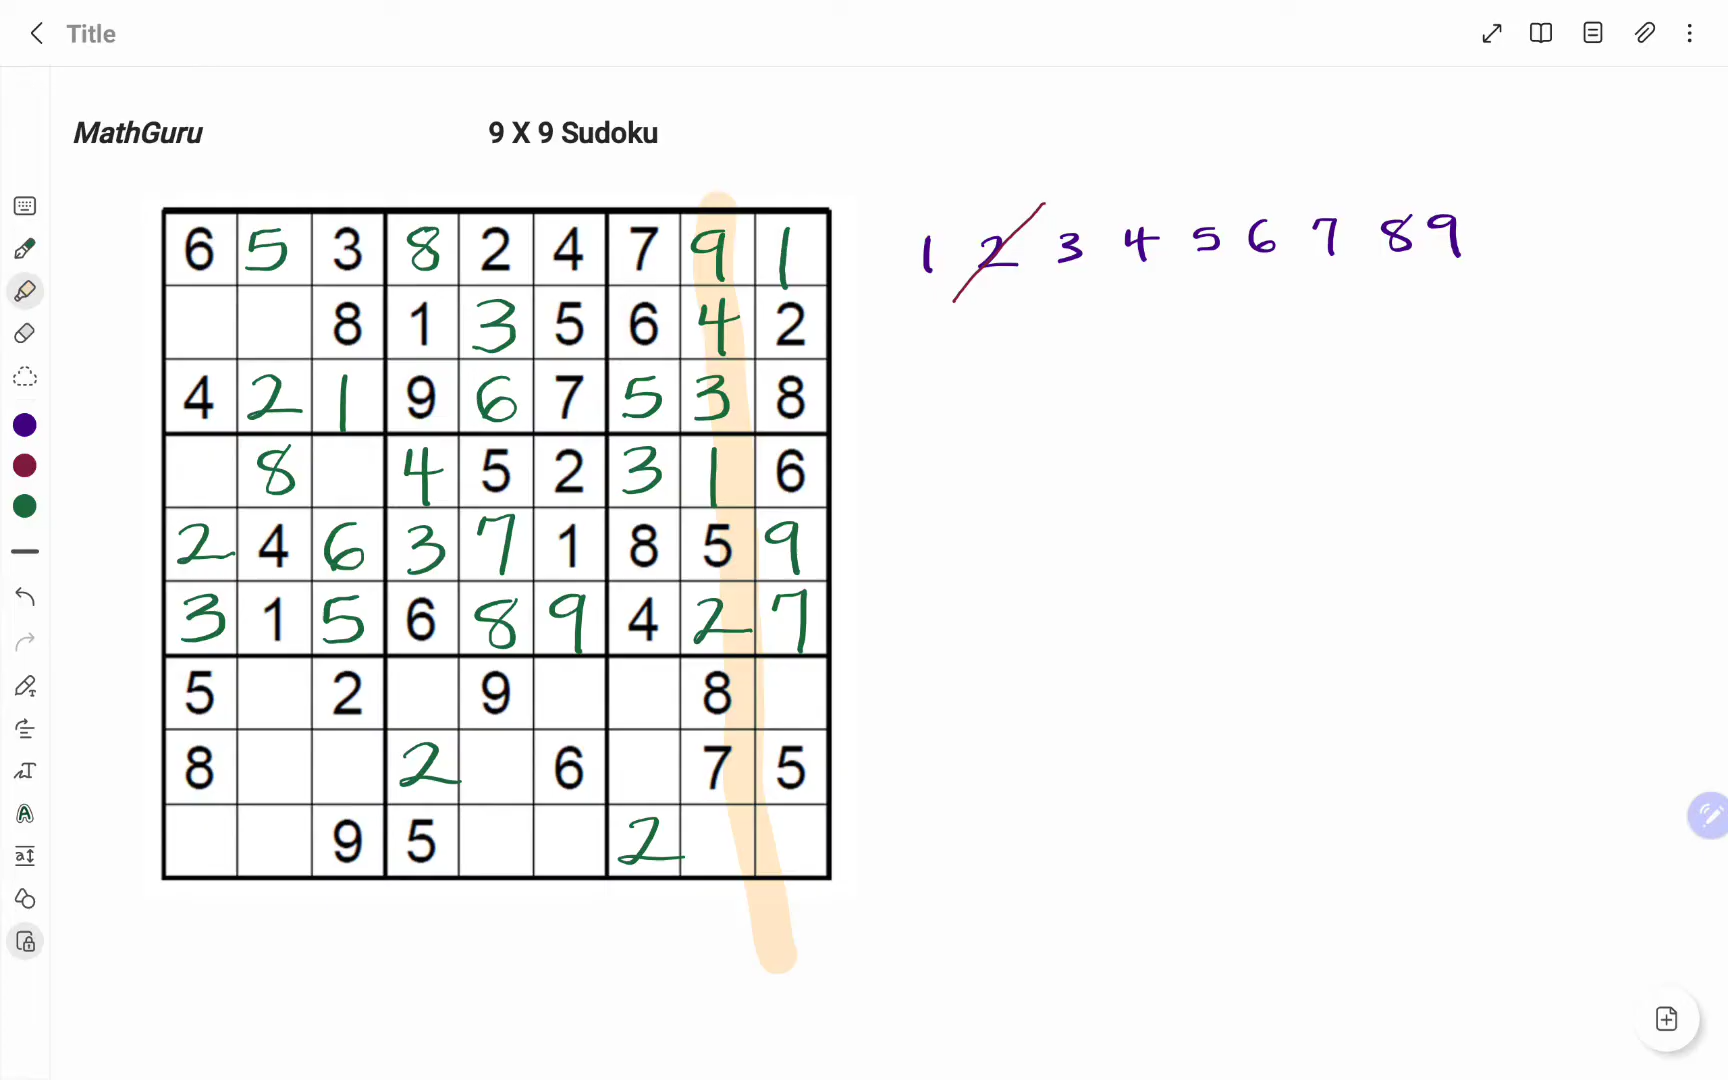 Title
MathGuru 9 X 9 Sudoku
6 5 3 8 2 4 7 9 1
8 1 3 5 6 4 2
4 2 1 9 6 7 5 3 8
8 4 5 2 3 1 6
2 4 6 3 7 1 8 5 9
3 1 5 6 8 9 4 2 7
5 2 9 8
8 2 6 7 5
9 5 2
1 2 3 4 5 6 7 8 9